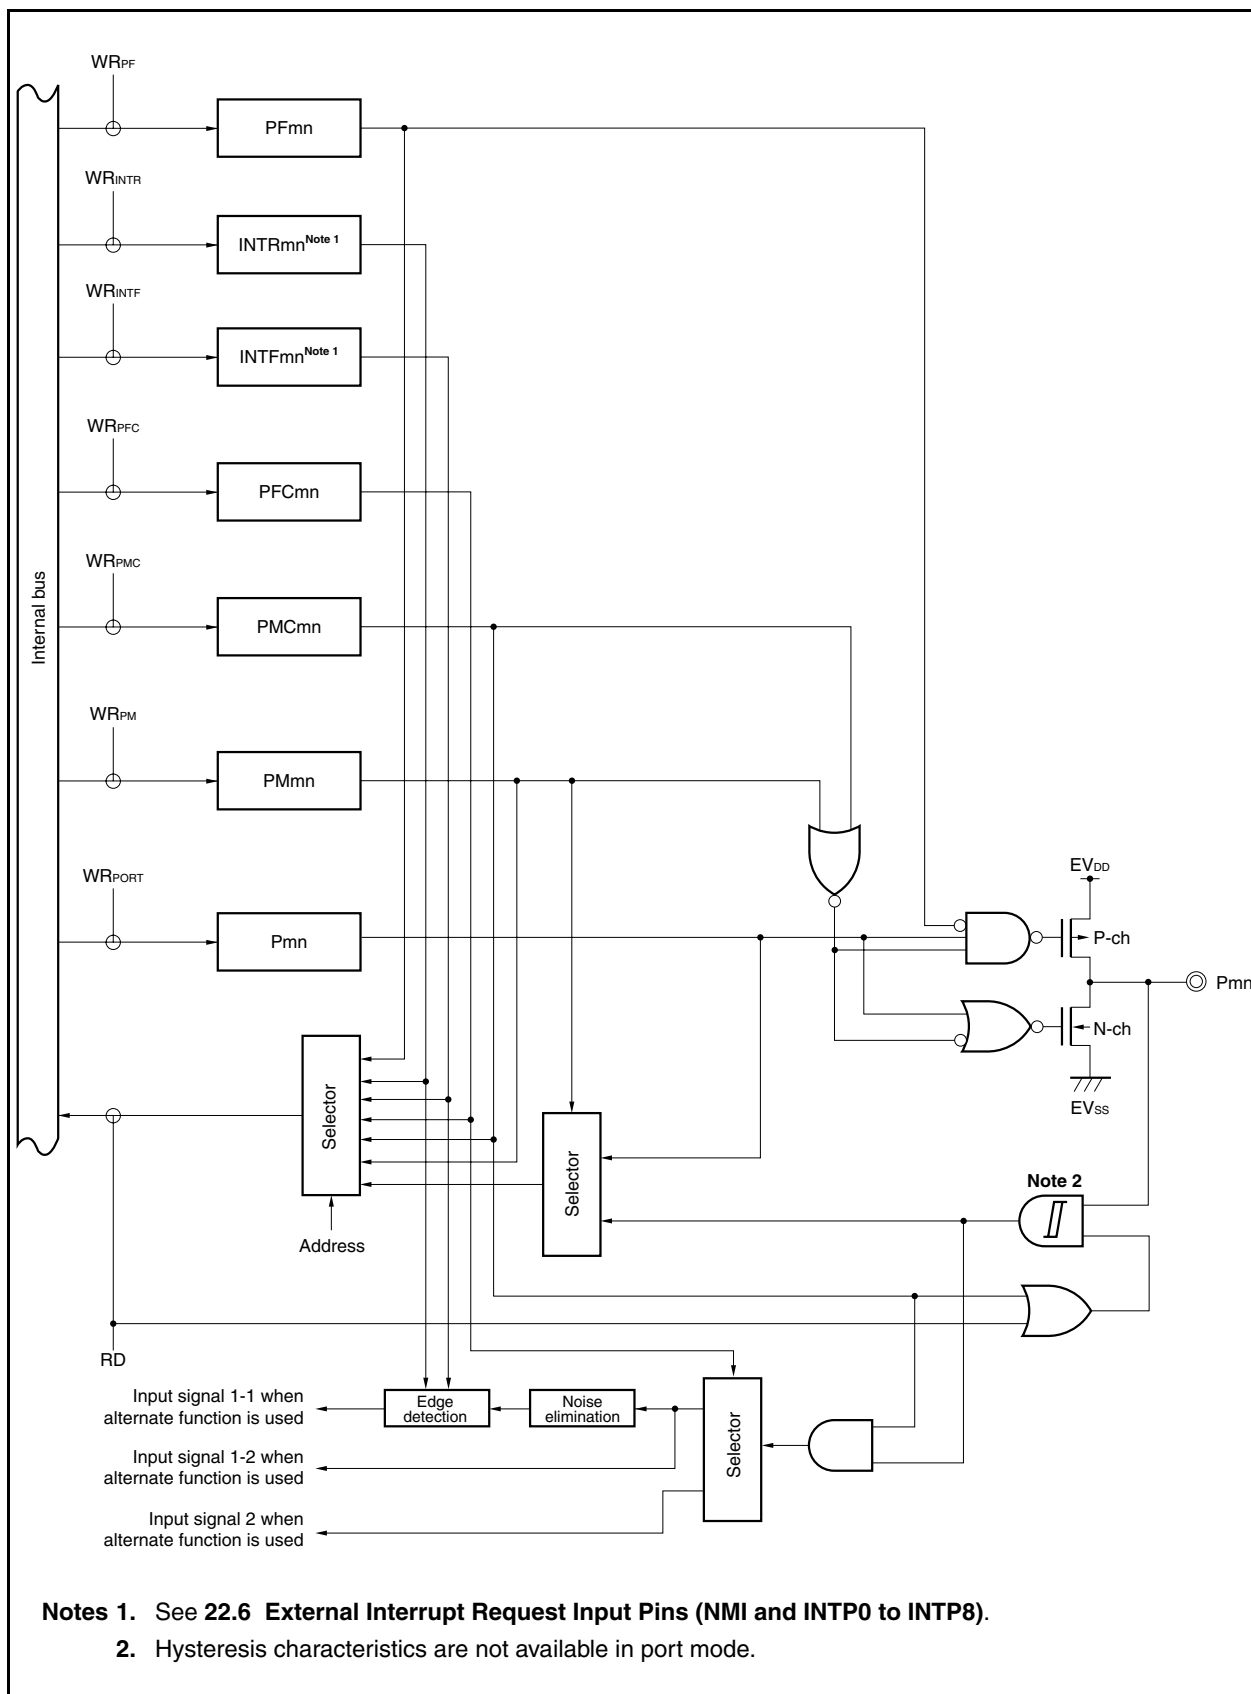 WRPF
PFmn
WRINTR
INTRmnNote 1
WRINTF
INTFmnNote 1
WRPFC
PFCmn
WRPMC
PMCmn
Internal bus
WRPM
PMmn
WRPORT
Pmn
EVDD
P-ch
Pmn
N-ch
EVSS
Selector
Selector
Note 2
Address
RD
Input signal 1-1 when
alternate function is used
Edge
detection
Noise
elimination
Selector
Input signal 1-2 when
alternate function is used
Input signal 2 when
alternate function is used
Notes 1. See 22.6 External Interrupt Request Input Pins (NMI and INTP0 to INTP8).
2. Hysteresis characteristics are not available in port mode.